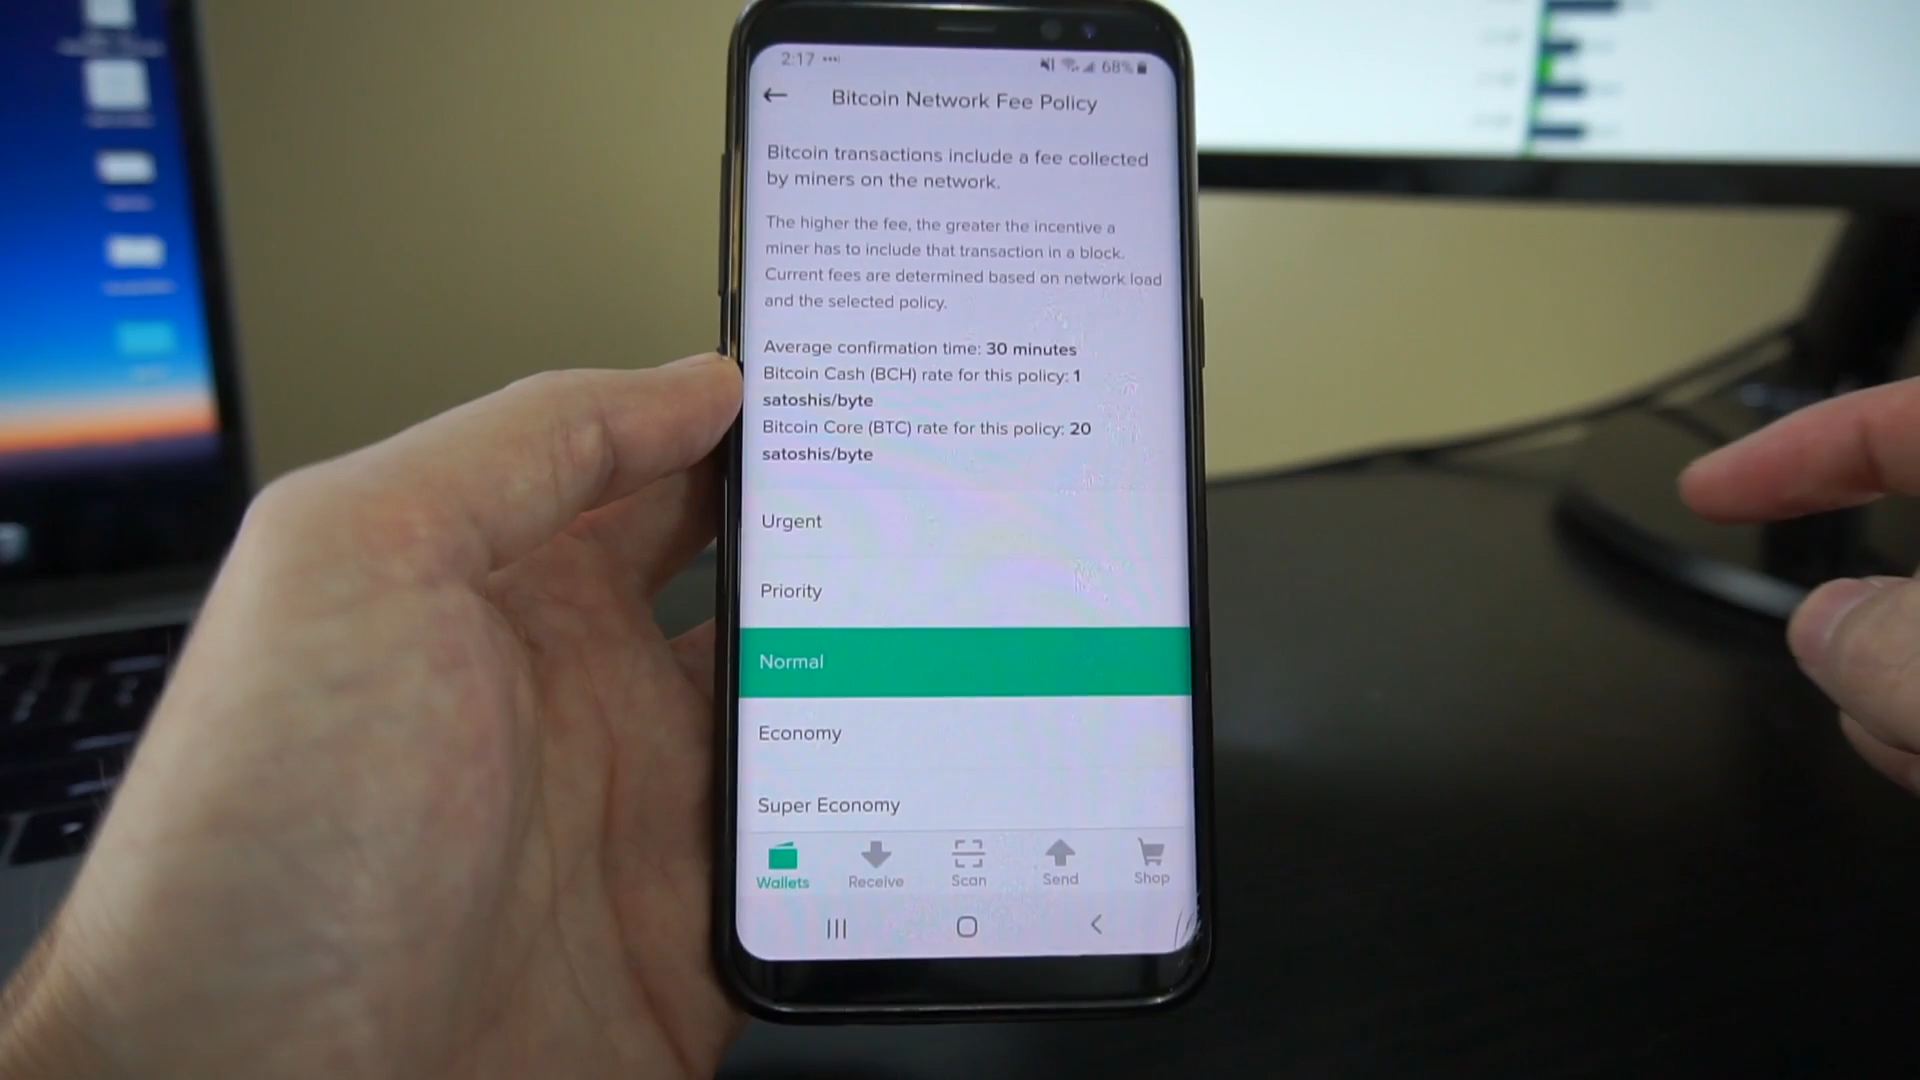 2:17
68%
Bitcoin Network Fee Policy
Bitcoin transactions include a fee collected
by miners on the network.
The higher the fee, the greater the incentive a
miner has to include that transaction in a block.
Current fees are determined based on network load
and the selected policy.
Average confirmation time: 30 minutes
Bitcoin Cash (BCH) rate for this policy: 1
satoshis/byte
Bitcoin Core (BTC) rate for this policy: 20
satoshis/byte
Urgent
Priority
Normal
Economy
Super Economy
Wallets Receive Scan Send Shop